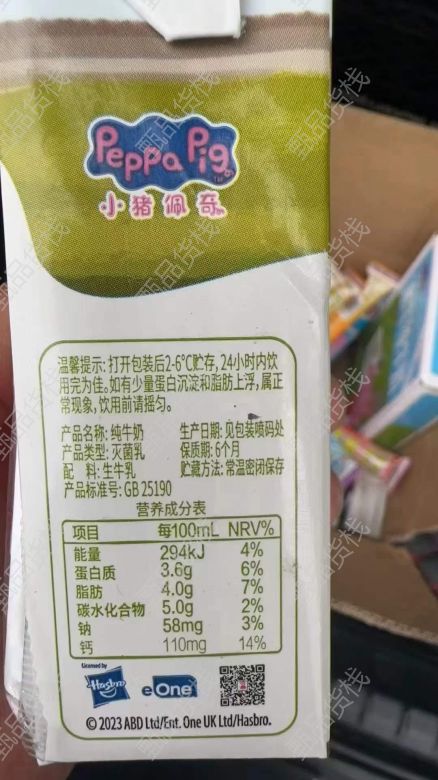 Peppa Pig
小猪佩奇
温馨提示:打开包装后2-6℃贮存,24小时内饮
用完为佳。如有少量蛋白沉淀和脂肪上浮,属正
常现象,饮用前请摇匀。
产品名称:纯牛奶 生产日期:见包装喷码处
产品类型:灭菌乳 保质期:6个月
配 料:生牛乳 贮藏方法:常温密闭保存
产品标准号:GB 25190
营养成分表
项目 每100mL NRV%
能量 294kJ 4%
蛋白质 3.6g 6%
脂肪 4.0g 7%
碳水化合物 5.0g 2%
钠 58mg 3%
钙 110mg 14%
Licensed by
Hasbro eOne
© 2023 ABD Ltd/Ent. One UK Ltd/Hasbro.
甄品货栈